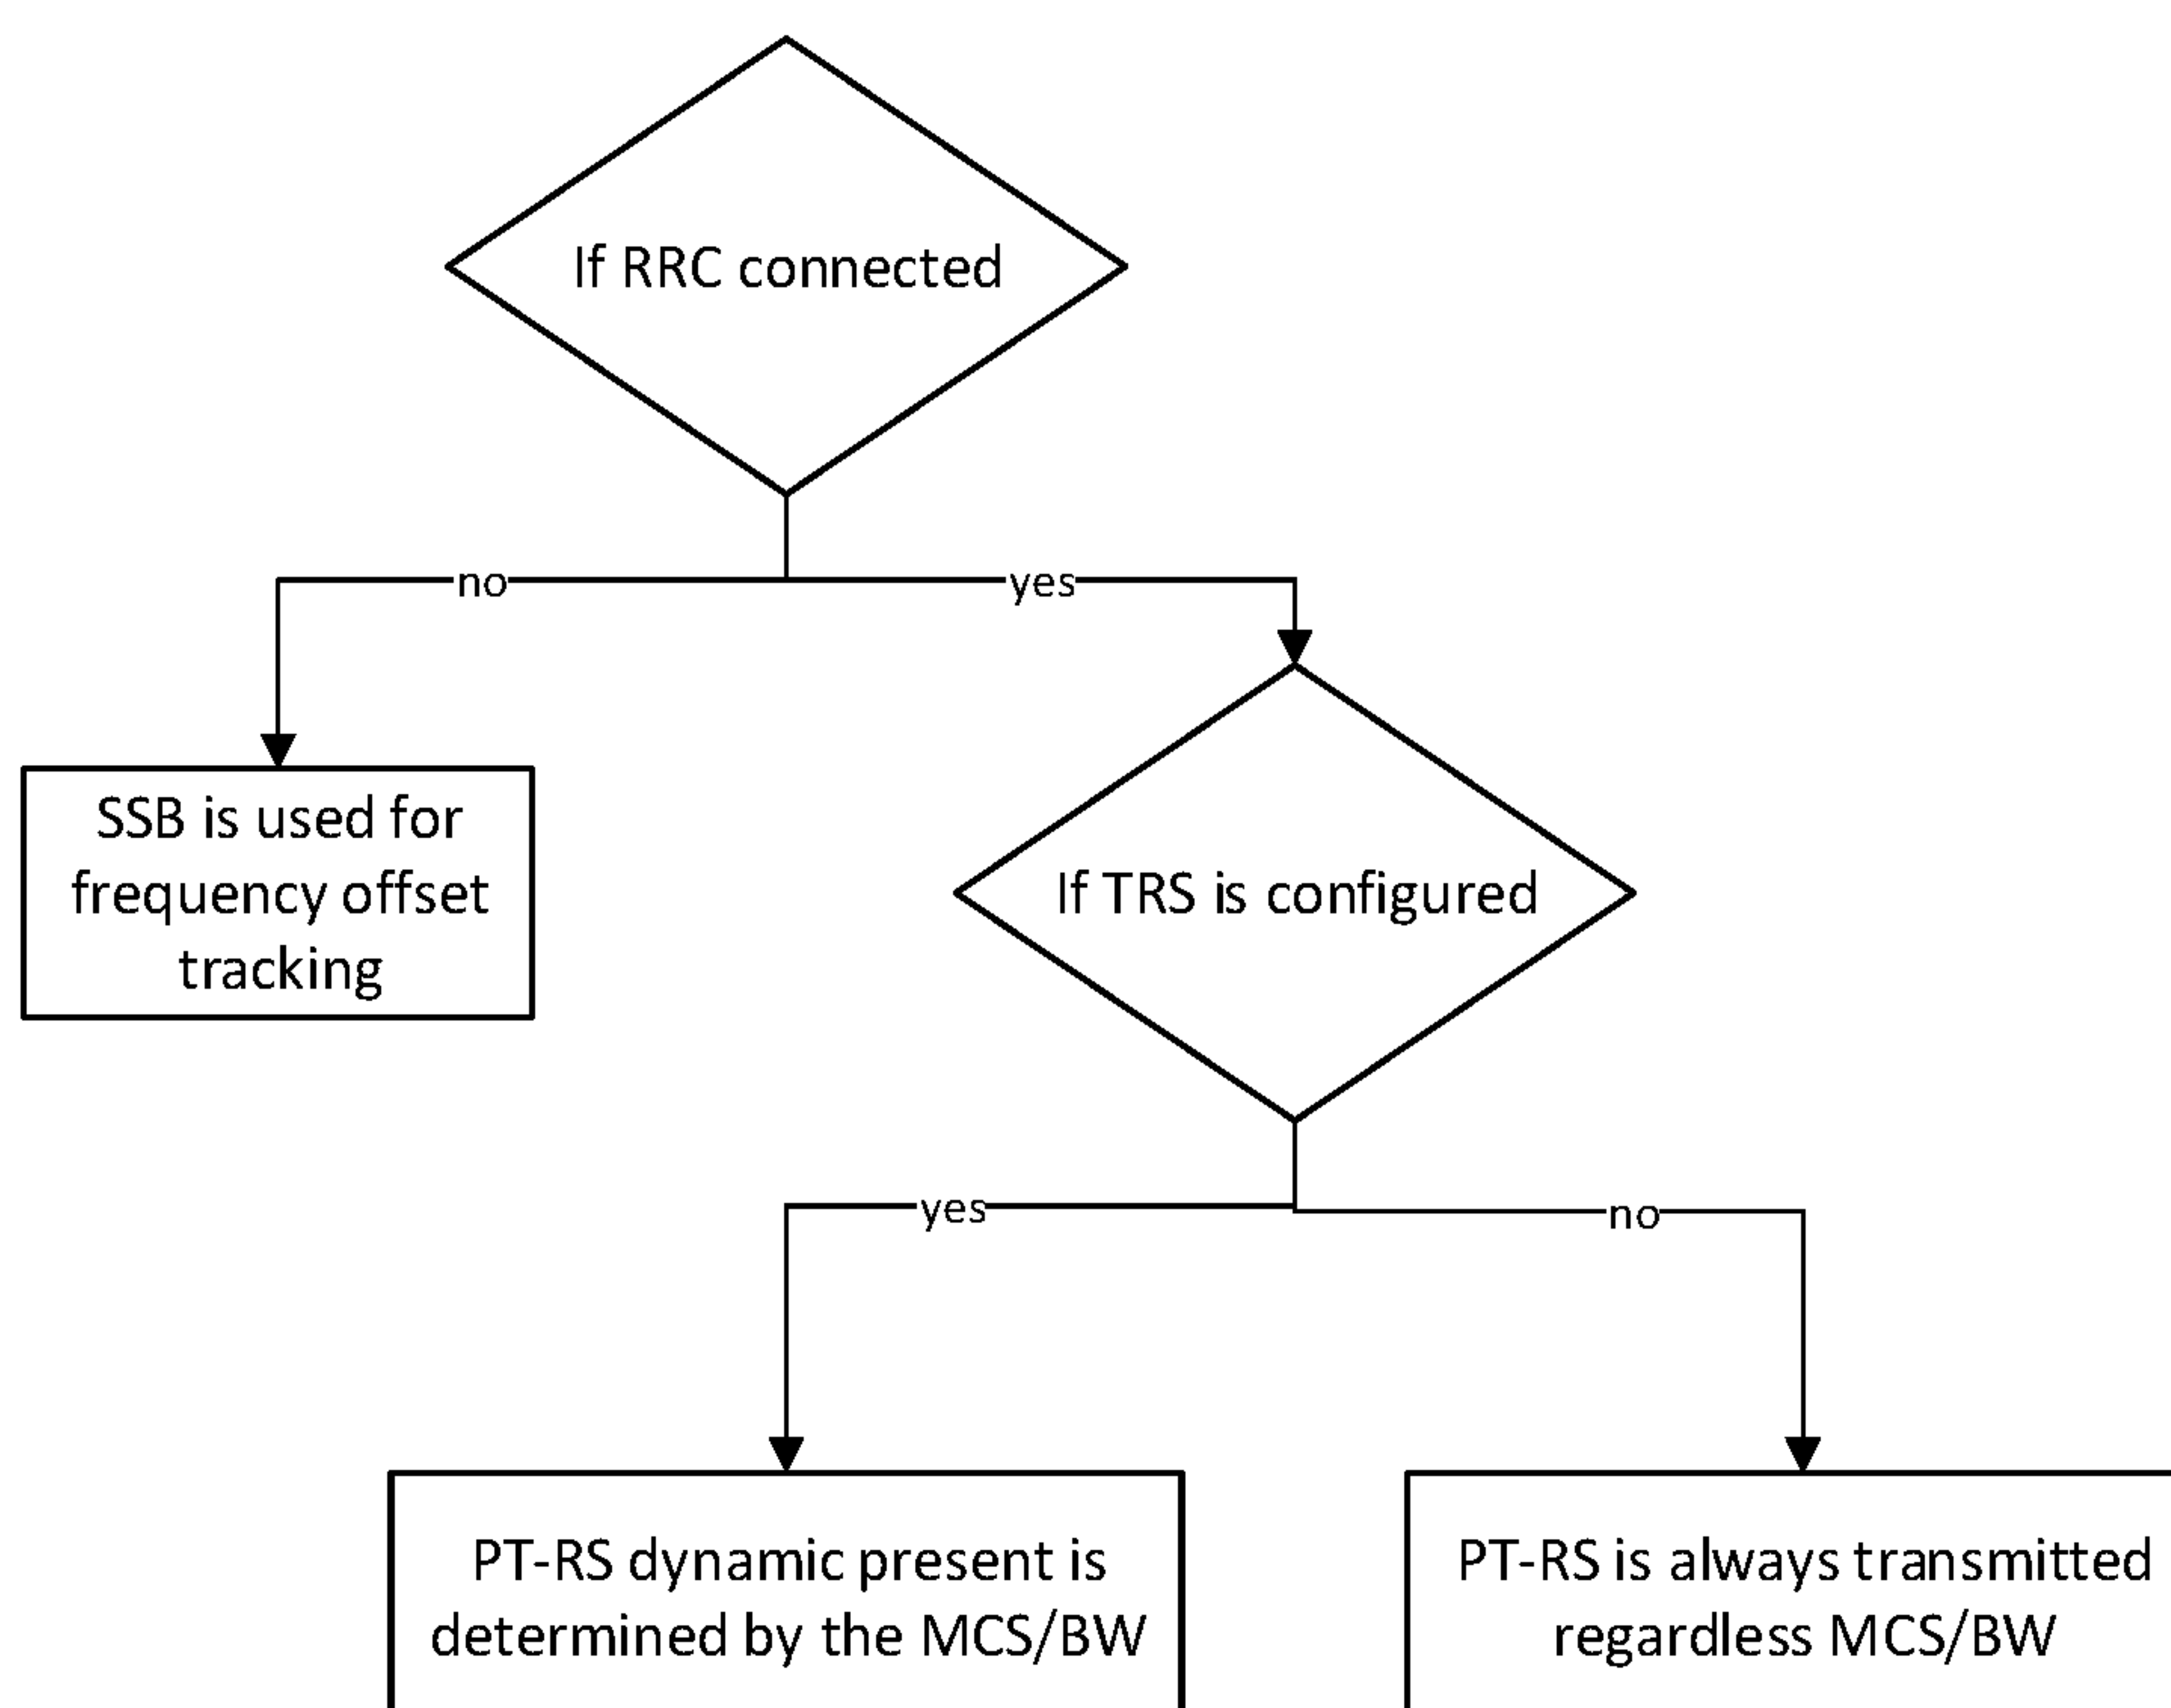 If RRC connected
no
yes
SSB is used for
frequency offset
tracking
If TRS is configured
yes
no
PT-RS dynamic present is
determined by the MCS/BW
PT-RS is always transmitted
regardless MCS/BW